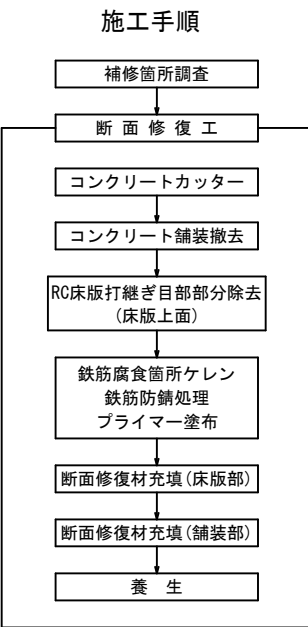 施工手順
補修箇所調査
断面修復工
コンクリートカッター
コンクリート舗装撤去
RC床版打継ぎ目部部分除去
(床版上面)
鉄筋腐食箇所ケレン
鉄筋防錆処理
プライマー塗布
断面修復材充填(床版部)
断面修復材充填(舗装部)
養 生